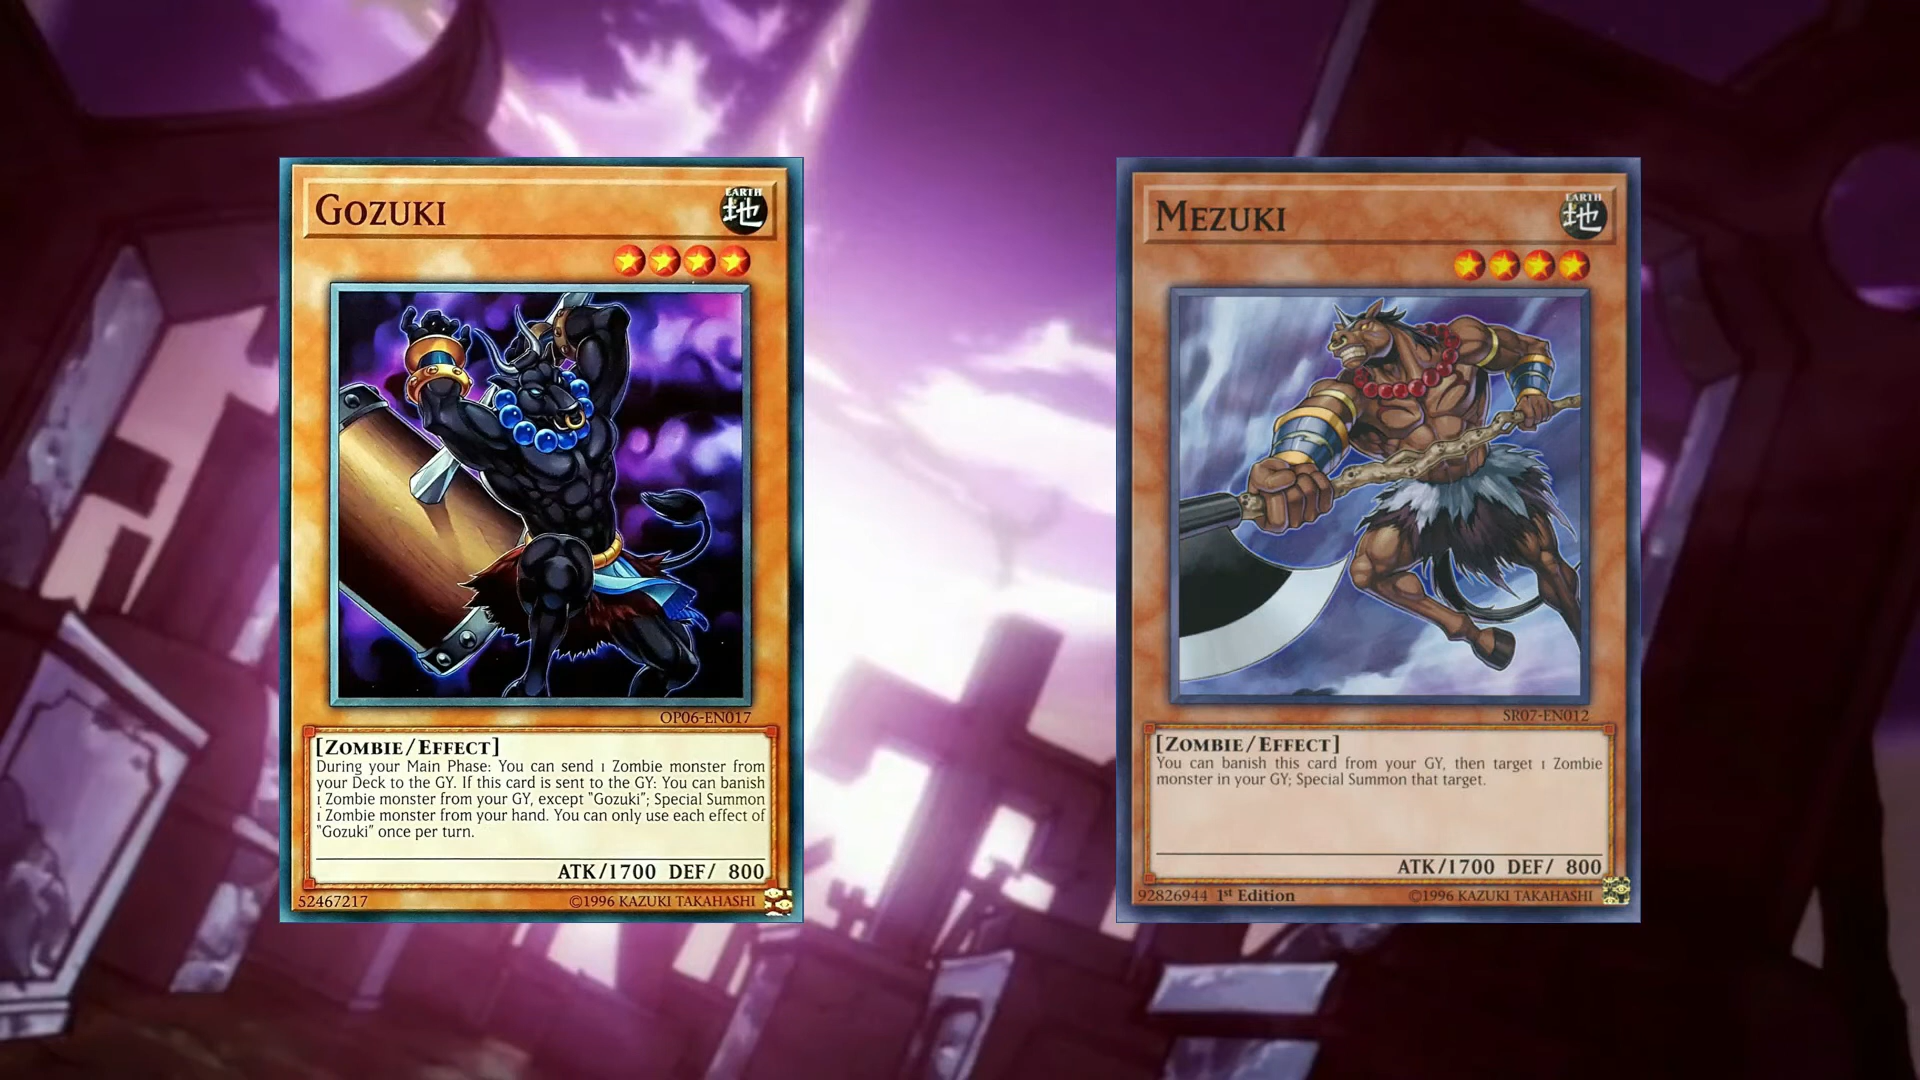 GOZUKI
EARTH
地
OP06-EN017
[ZOMBIE/EFFECT]
During your Main Phase: You can send 1 Zombie monster from
your Deck to the GY. If this card is sent to the GY: You can banish
1 Zombie monster from your GY, except "Gozuki"; Special Summon
1 Zombie monster from your hand. You can only use each effect of
"Gozuki" once per turn.
ATK/1700 DEF/ 800
52467217 ©1996 KAZUKI TAKAHASHI
MEZUKI
EARTH
地
SR07-EN012
[ZOMBIE/EFFECT]
You can banish this card from your GY, then target 1 Zombie
monster in your GY; Special Summon that target.
ATK/1700 DEF/ 800
92826944 1st Edition ©1996 KAZUKI TAKAHASHI